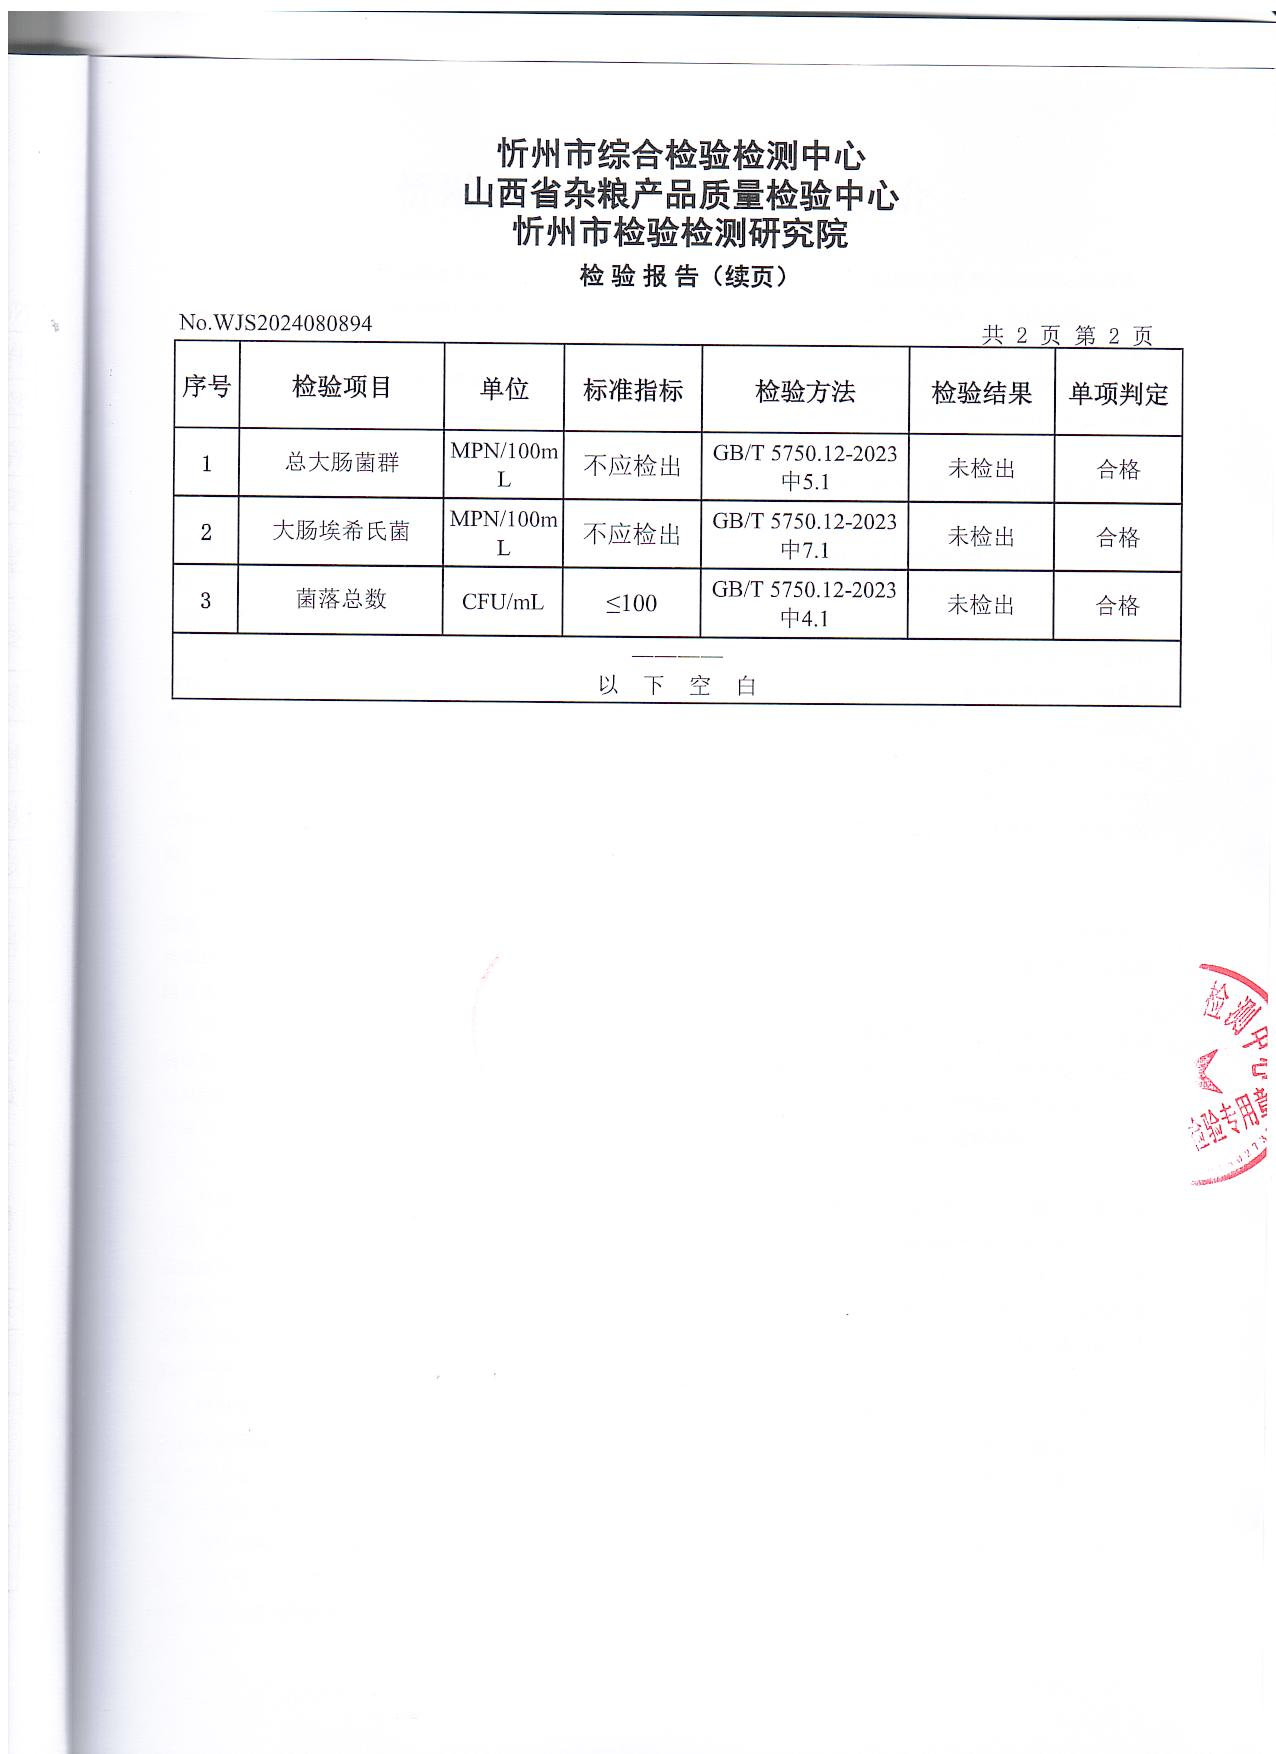 忻州市综合检验检测中心
山西省杂粮产品质量检验中心
忻州市检验检测研究院
检验报告（续页）
No.WJS2024080894
共 2 页 第 2 页
序号 检验项目 单位 标准指标 检验方法 检验结果 单项判定
1 总大肠菌群 MPN/100mL 不应检出 GB/T 5750.12-2023中5.1 未检出 合格
2 大肠埃希氏菌 MPN/100mL 不应检出 GB/T 5750.12-2023中7.1 未检出 合格
3 菌落总数 CFU/mL ≤100 GB/T 5750.12-2023中4.1 未检出 合格
————
以 下 空 白
检测中心
检验专用章